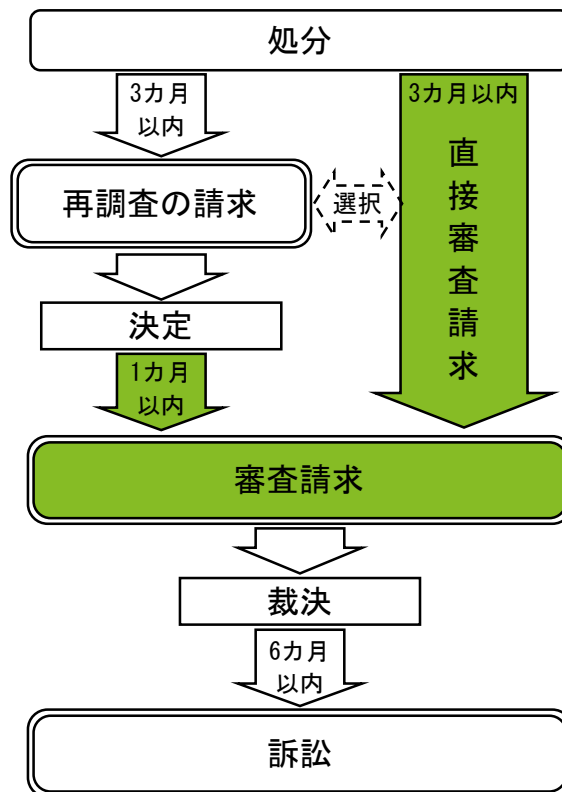 処分
3カ月
以内
3カ月以内
直接審査請求
再調査の請求
選択
決定
1カ月
以内
審査請求
裁決
6カ月
以内
訴訟